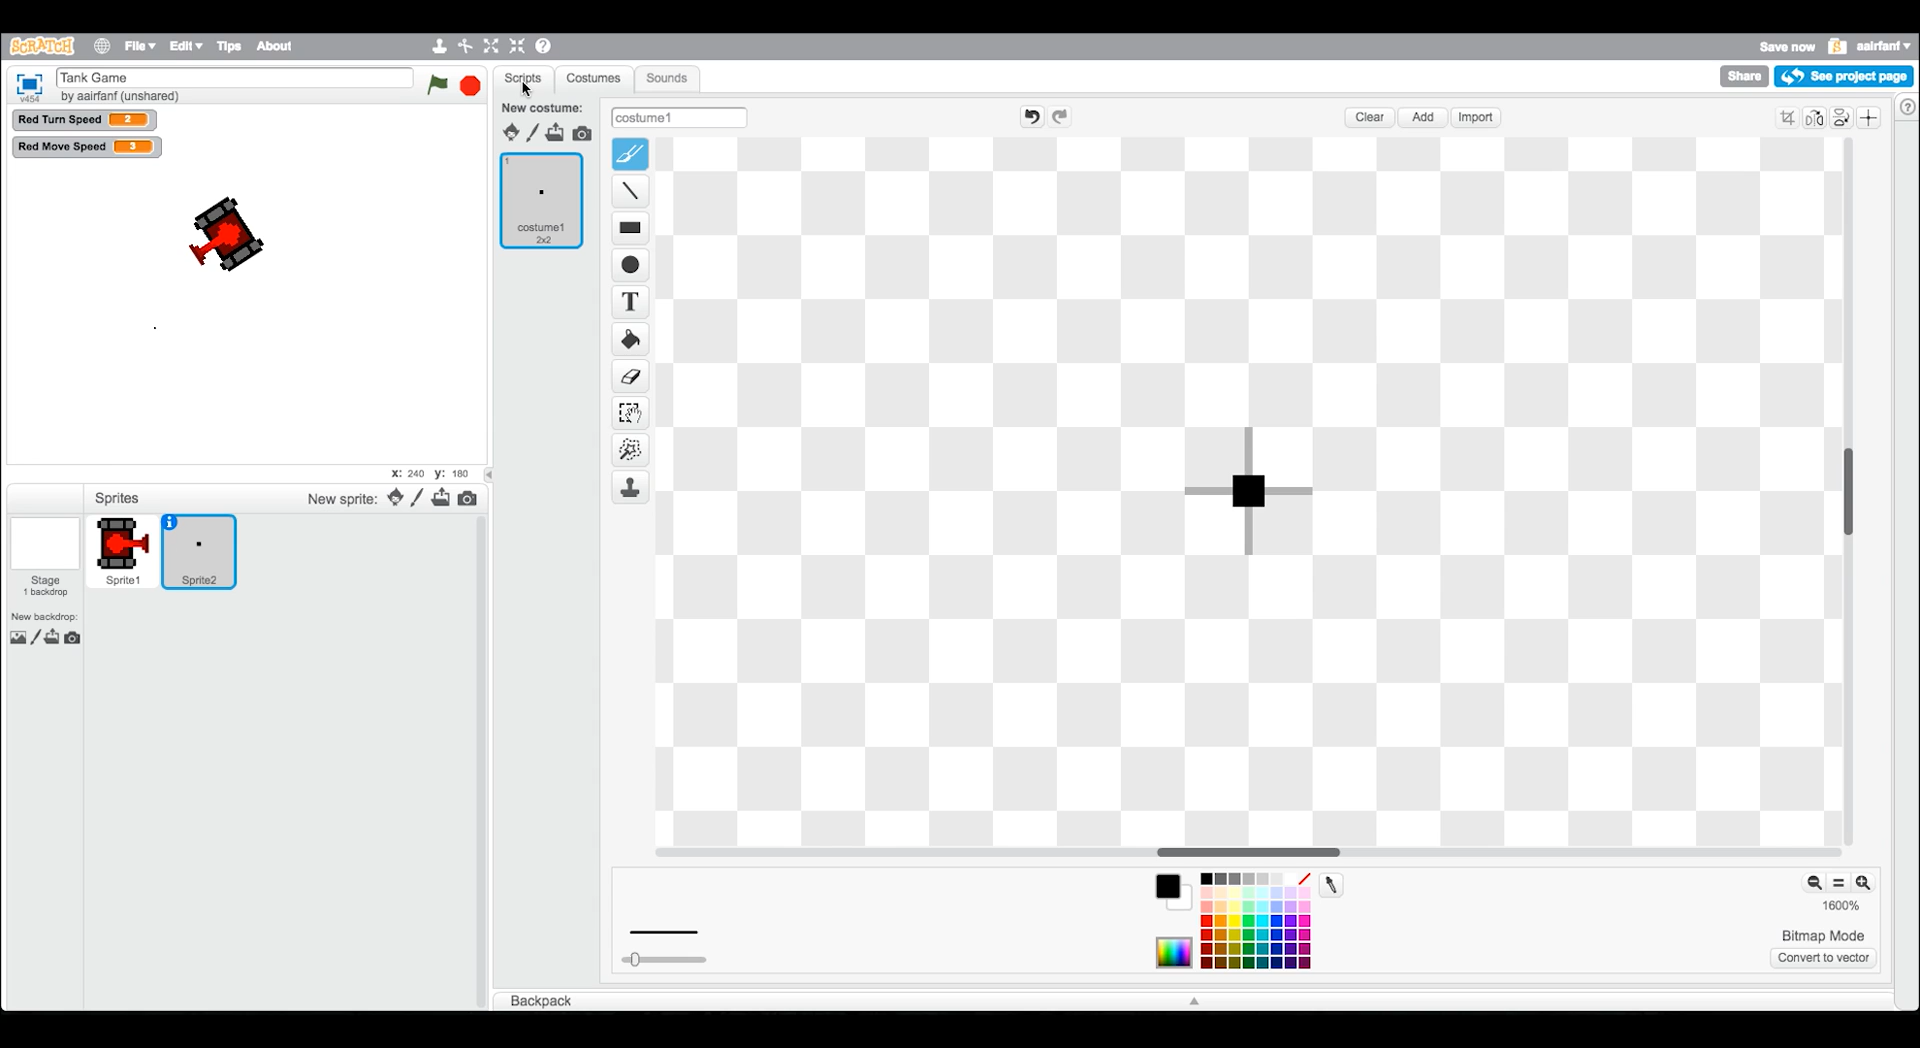 SCRATCH File Edit Tips About Save now aairfanf
v454 Tank Game Scripts Costumes Sounds Share See project page
by aairfanf (unshared)
Red Turn Speed 2
Red Move Speed 3
New costume:
costume1 Clear Add Import
1
costume1
2x2
T
x: 240 y: 180
Sprites New sprite:
Stage
1 backdrop
Sprite1 Sprite2
New backdrop:
1600%
Bitmap Mode
Convert to vector
Backpack